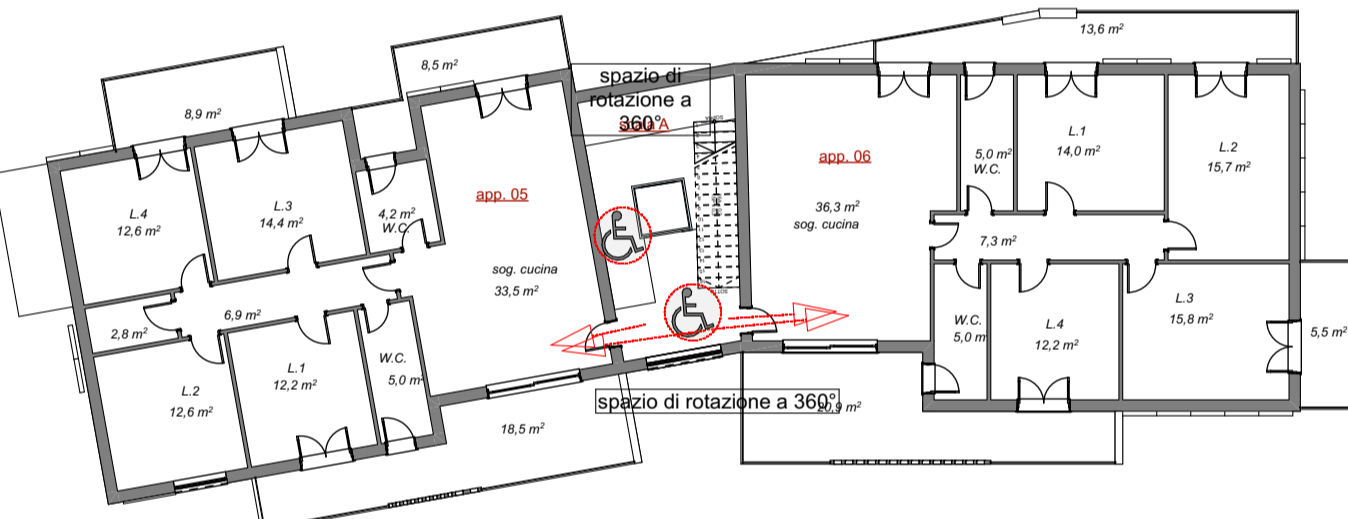 13,6 m²
8,5 m²
spazio di
rotazione a
360°
8,9 m²
app. 05
app. 06
L.1
14,0 m²
L.2
15,7 m²
5,0 m²
W.C.
L.4
12,6 m²
L.3
14,4 m²
4,2 m²
W.C.
36,3 m²
sog. cucina
7,3 m²
sog. cucina
33,5 m²
6,9 m²
2,8 m²
L.3
15,8 m²
W.C.
5,0 m
L.4
12,2 m²
5,5 m²
L.2
12,6 m²
L.1
12,2 m²
W.C.
5,0 m²
spazio di rotazione a 360°
20,9 m²
18,5 m²